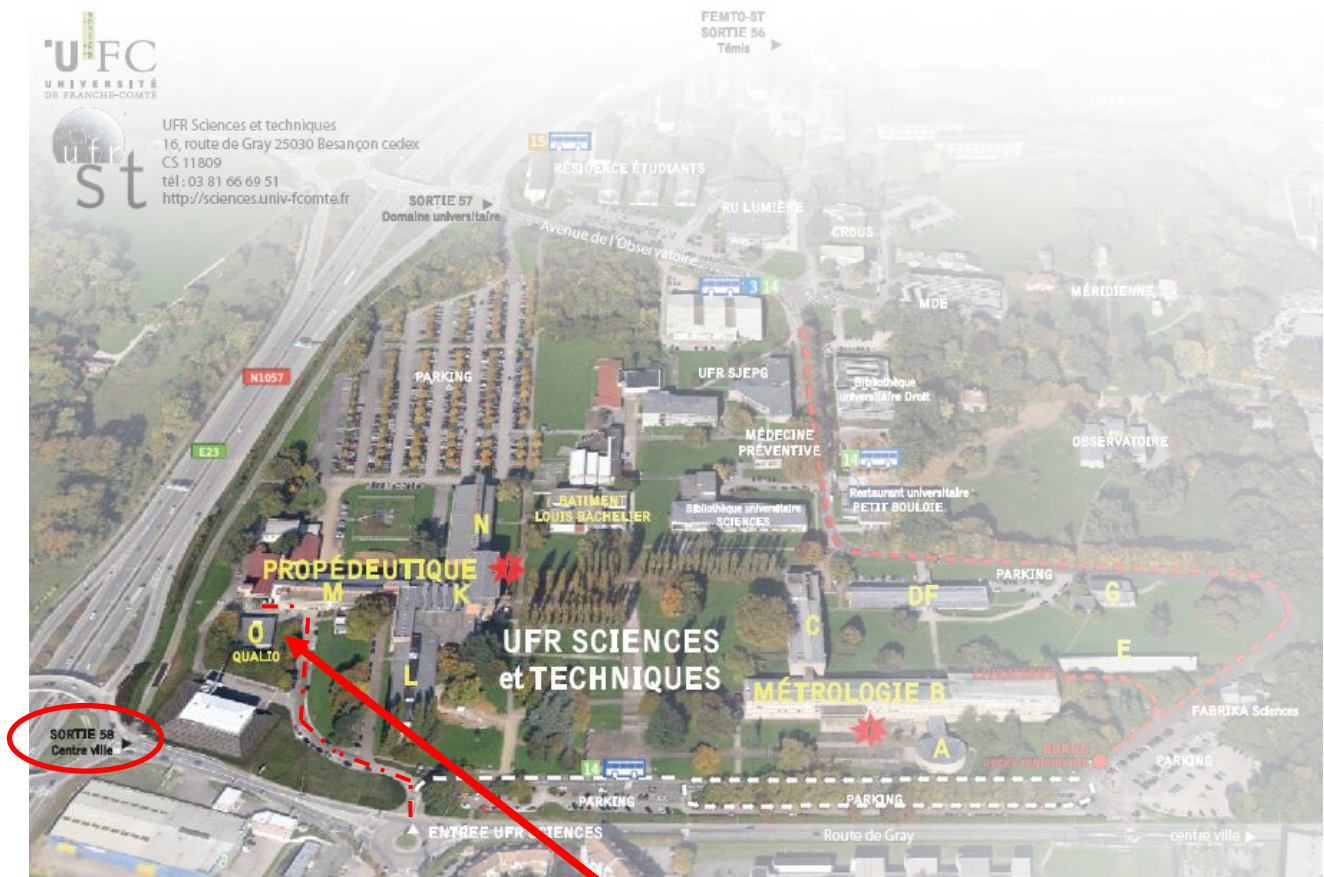 UFC
UNIVERSITÉ
DE FRANCHE-COMTÉ
ufr
st
UFR Sciences et techniques
16, route de Gray 25030 Besançon cedex
CS 11809
tél : 03 81 66 69 51
http://sciences.univ-fcomte.fr
FEMTO-ST
SORTIE 56
Témis
15
RÉSIDENCE ÉTUDIANTS
SORTIE 57
Domaine universitaire
Avenue de l'Observatoire
RU LUMIÈRE
CROUS
3 14
MDE
MÉRIDIENNE
N1057
PARKING
UFR SJEPG
Bibliothèque
universitaire Droit
E23
MÉDECINE
PRÉVENTIVE
OBSERVATOIRE
14
Restaurant universitaire
PETIT BOULOIE
BATIMENT
LOUIS BACHELIER
Bibliothèque universitaire
SCIENCES
N
PROPÉDEUTIQUE
M
K
PARKING
DF
G
C
Q
QUALIO
L
UFR SCIENCES
et TECHNIQUES
E
MÉTROLOGIE B
FABRIKA Sciences
SORTIE 58
Centre ville
A
BORNE
accès règlementé
PARKING
14
PARKING
PARKING
ENTREE UFR SCIENCES
Route de Gray
centre ville